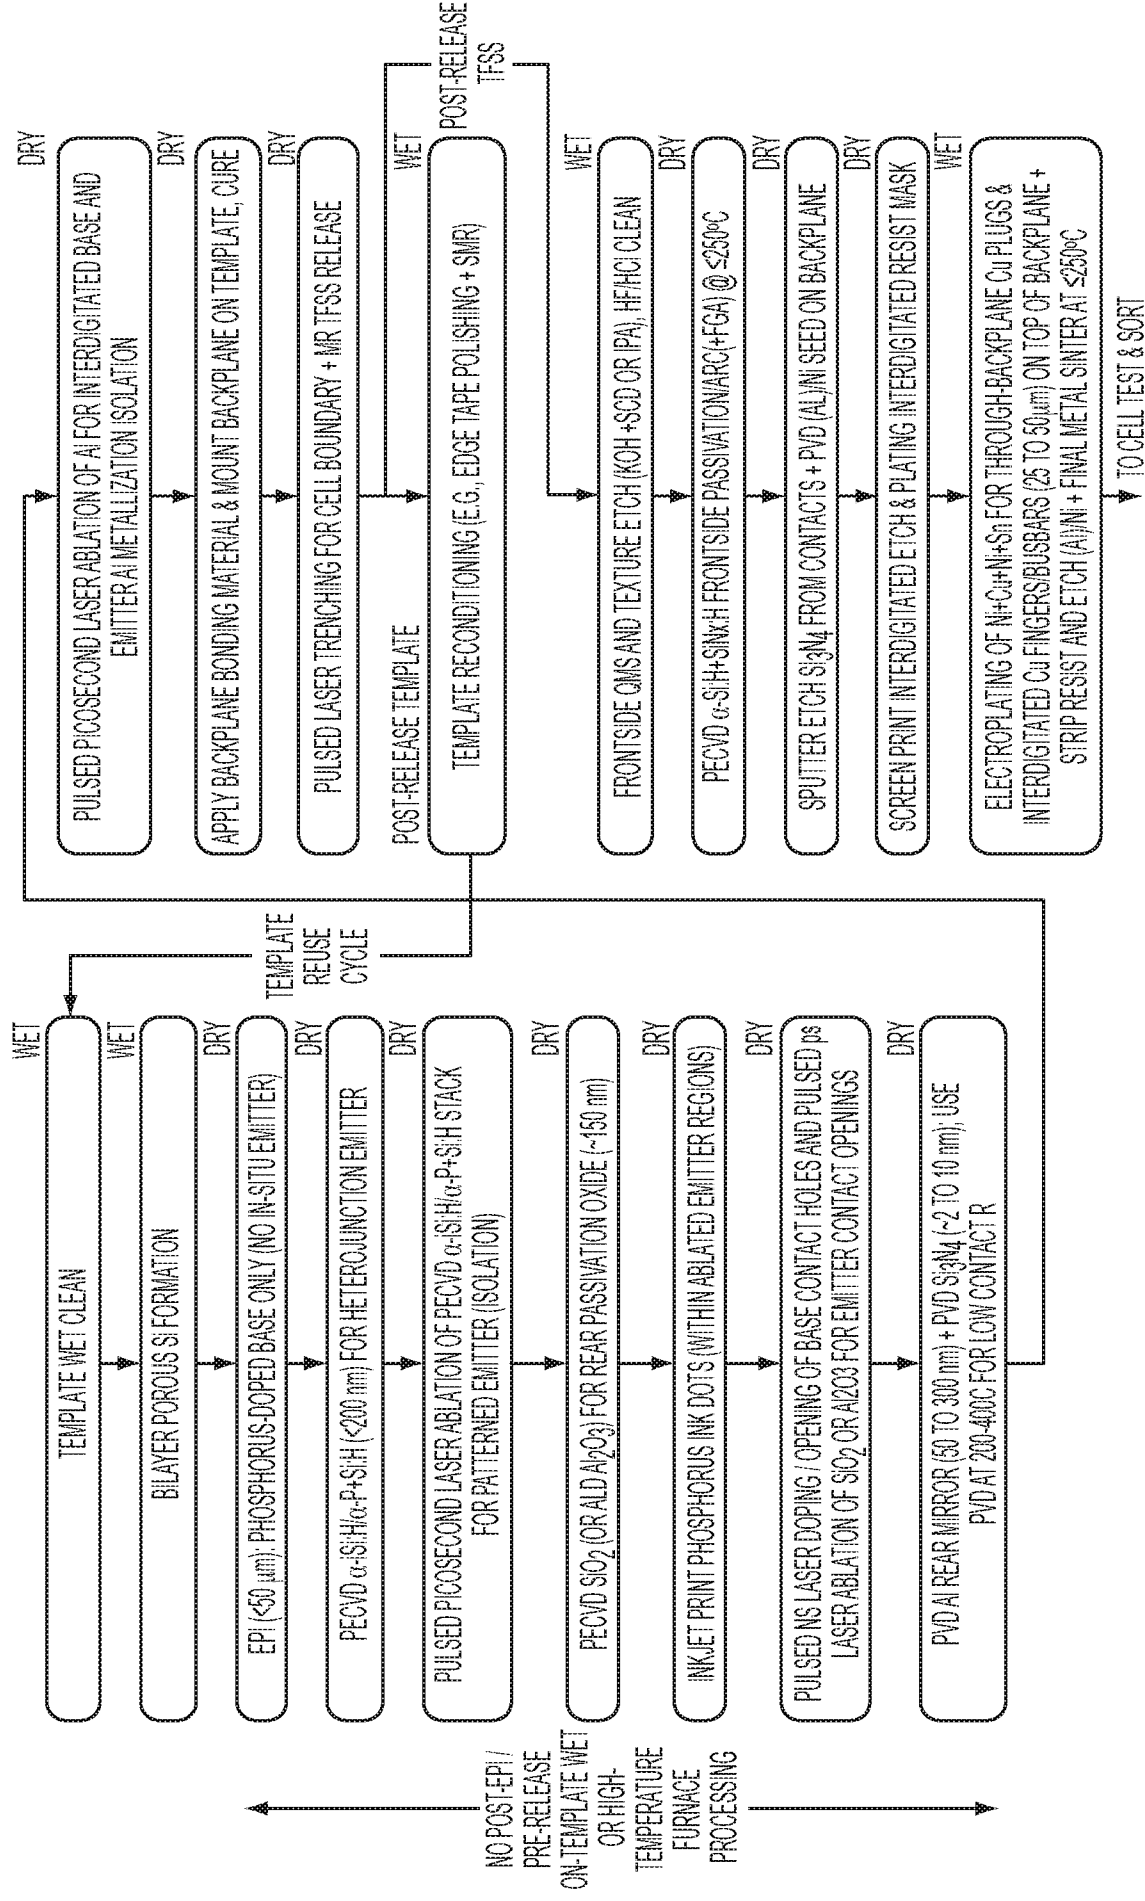 WET
TEMPLATE WET CLEAN
WET
BILAYER POROUS Si FORMATION
DRY
EPI (<50 µm): PHOSPHORUS-DOPED BASE ONLY (NO IN-SITU EMITTER)
DRY
PECVD α-iSi:H/α-P+Si:H (<200 nm) FOR HETEROJUNCTION EMITTER
DRY
PULSED PICOSECOND LASER ABLATION OF PECVD α-iSi:H/α-P+Si:H STACK
FOR PATTERNED EMITTER (ISOLATION)
DRY
PECVD SiO2 (OR ALD Al2O3) FOR REAR PASSIVATION OXIDE (~150 nm)
DRY
INKJET PRINT PHOSPHORUS INK DOTS (WITHIN ABLATED EMITTER REGIONS)
DRY
PULSED NS LASER DOPING / OPENING OF BASE CONTACT HOLES AND PULSED ps
LASER ABLATION OF SiO2 OR Al2O3 FOR EMITTER CONTACT OPENINGS
DRY
PVD Al REAR MIRROR (50 TO 300 nm) + PVD Si3N4 (~2 TO 10 nm); USE
PVD AT 200-400C FOR LOW CONTACT R
NO POST-EPI /
PRE-RELEASE
ON-TEMPLATE WET
OR HIGH-
TEMPERATURE
FURNACE
PROCESSING
TEMPLATE
REUSE
CYCLE
DRY
PULSED PICOSECOND LASER ABLATION OF Al FOR INTERDIGITATED BASE AND
EMITTER Al METALLIZATION ISOLATION
DRY
APPLY BACKPLANE BONDING MATERIAL & MOUNT BACKPLANE ON TEMPLATE, CURE
DRY
PULSED LASER TRENCHING FOR CELL BOUNDARY + MR TFSS RELEASE
POST-RELEASE TEMPLATE
WET
TEMPLATE RECONDITIONING (E.G., EDGE TAPE POLISHING + SMR)
POST-RELEASE
TFSS
WET
FRONTSIDE QMS AND TEXTURE ETCH (KOH +SCD OR IPA), HF/HCl CLEAN
DRY
PECVD α-Si:H+SiNx:H FRONTSIDE PASSIVATION/ARC(+FGA) @ ≤250ºC
DRY
SPUTTER ETCH Si3N4 FROM CONTACTS + PVD (AL)/Ni SEED ON BACKPLANE
DRY
SCREEN PRINT INTERDIGITATED ETCH & PLATING INTERDIGITATED RESIST MASK
WET
ELECTROPLATING OF Ni+Cu+Ni+Sn FOR THROUGH-BACKPLANE Cu PLUGS &
INTERDIGITATED Cu FINGERS/BUSBARS (25 TO 50µm) ON TOP OF BACKPLANE +
STRIP RESIST AND ETCH (Al)/Ni + FINAL METAL SINTER AT ≤250ºC
TO CELL TEST & SORT